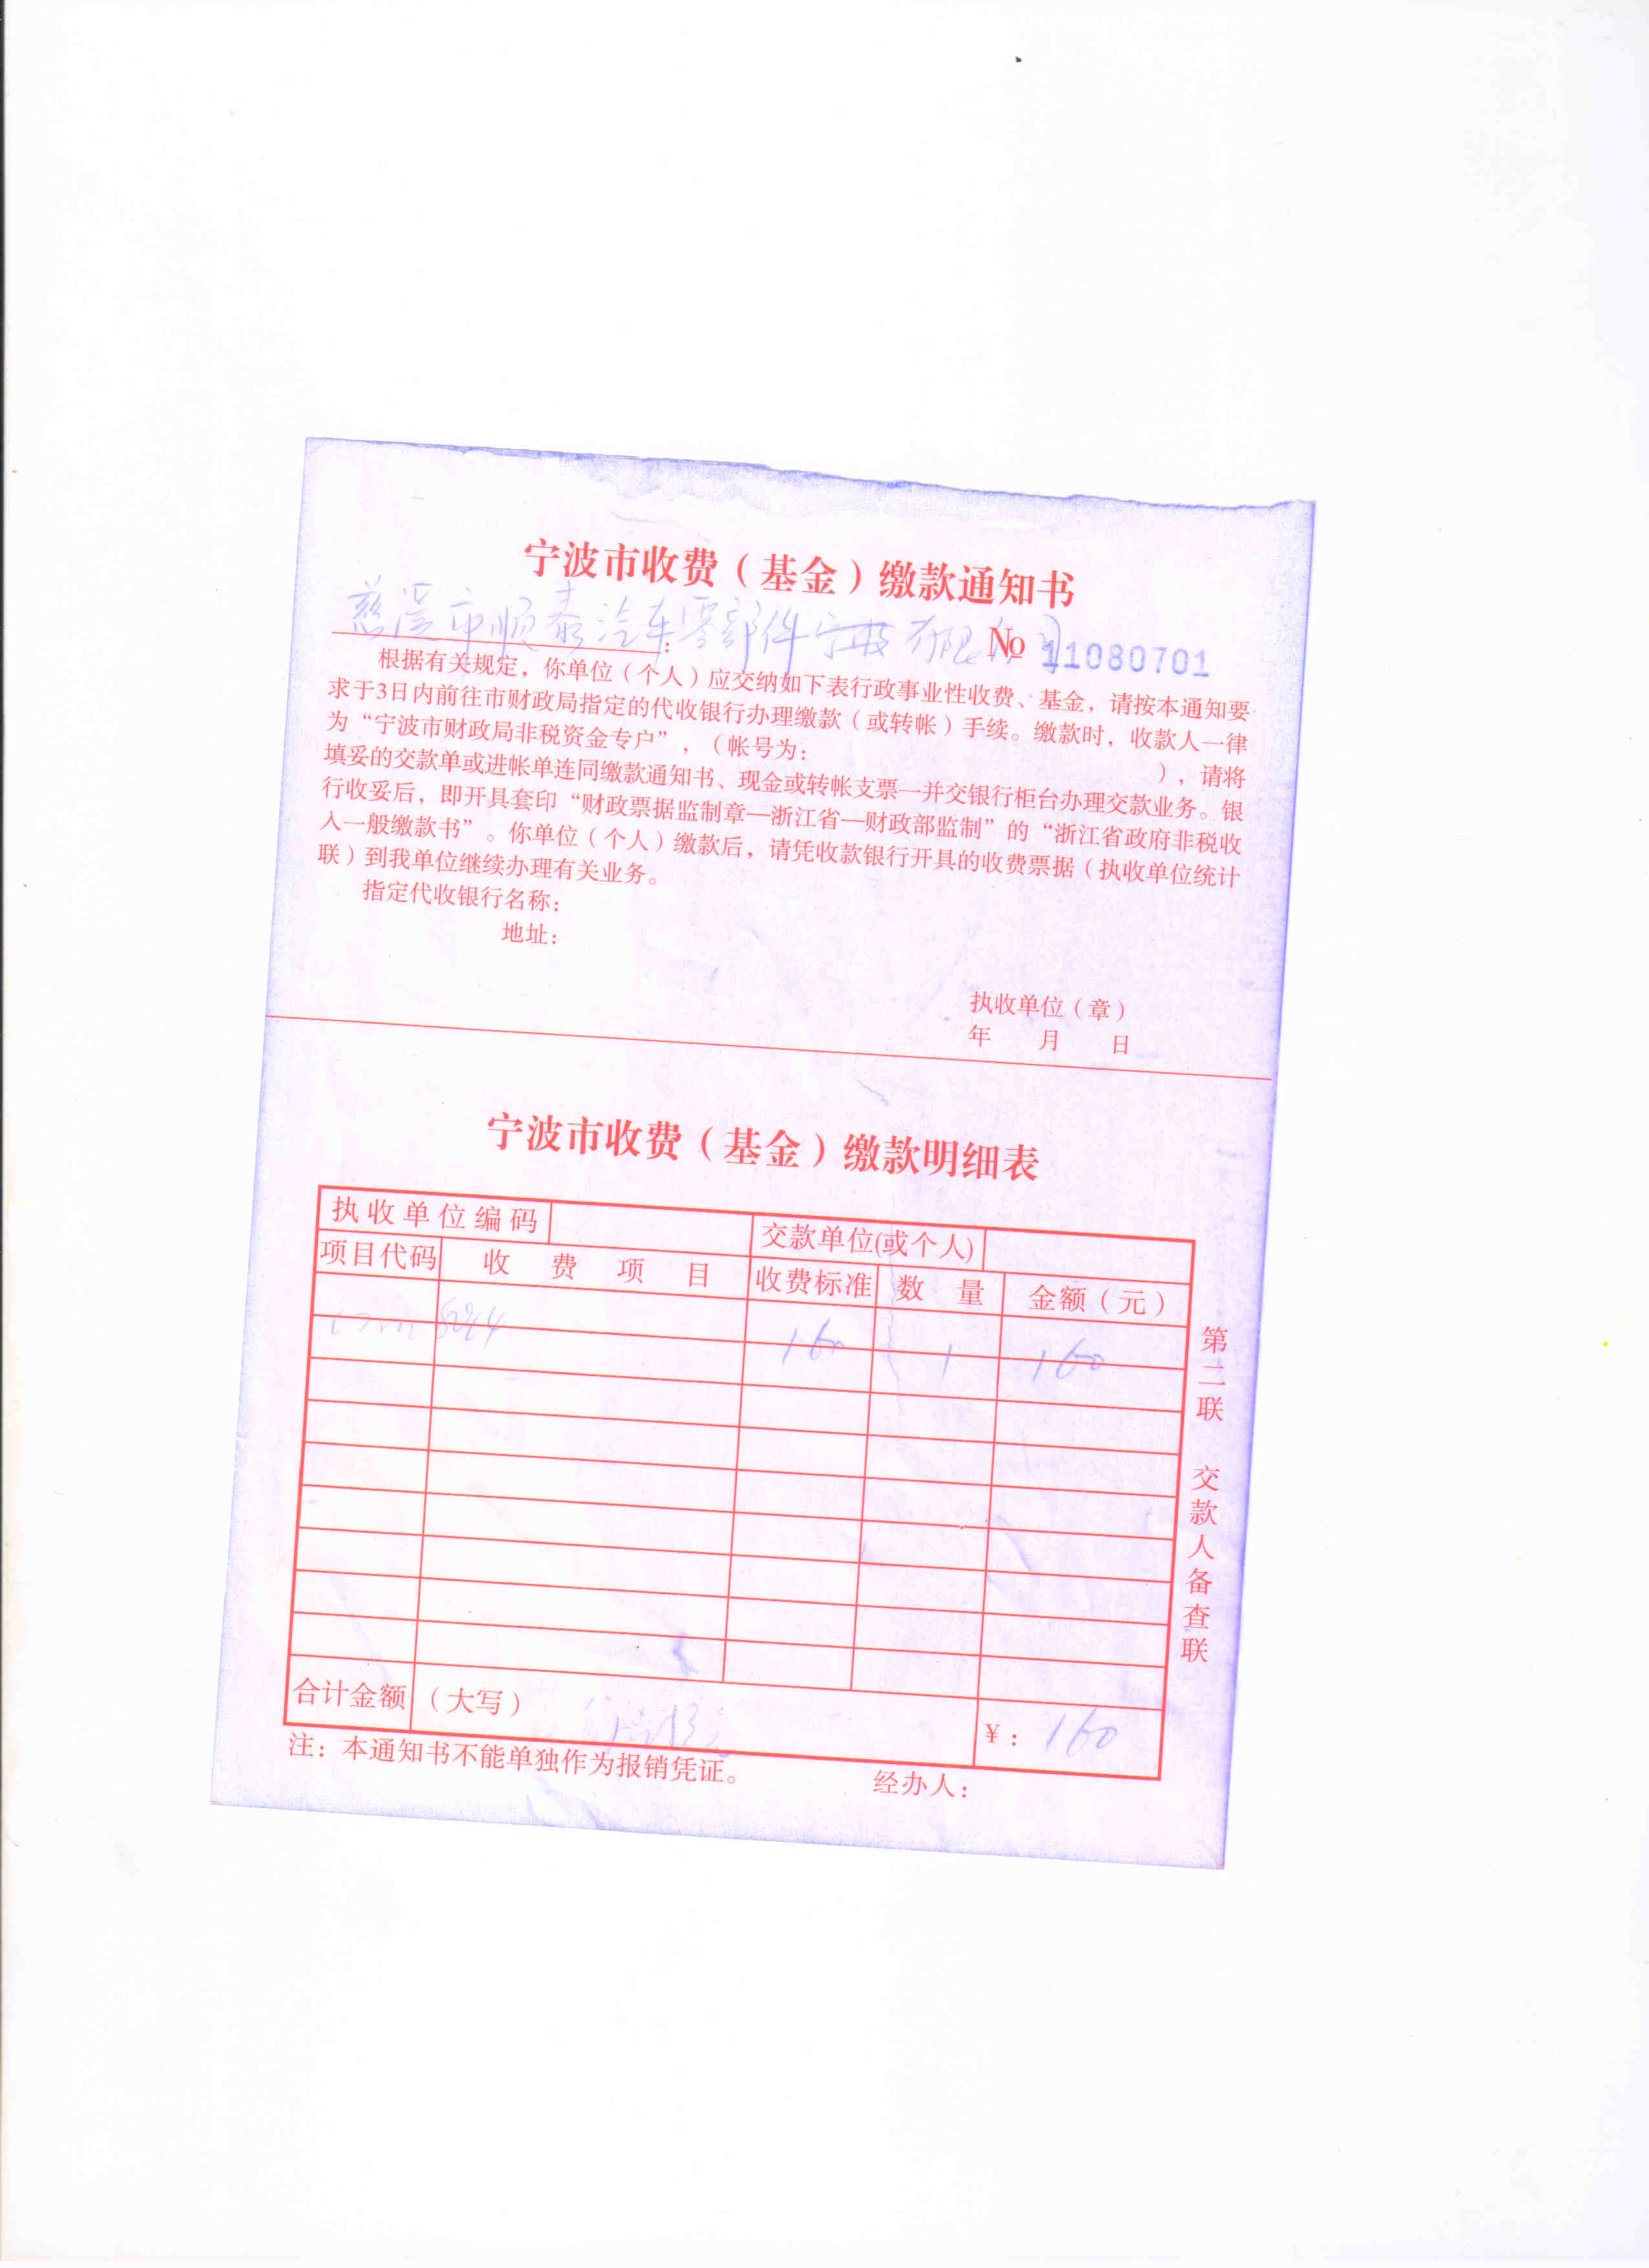 宁波市收费（基金）缴款通知书
慈溪市顺泰汽车零部件宁波有限公司：
№ 11080701
根据有关规定，你单位（个人）应交纳如下表行政事业性收费、基金，请按本通知要
求于3日内前往市财政局指定的代收银行办理缴款（或转帐）手续。缴款时，收款人一律
为“宁波市财政局非税资金专户”，（帐号为：　　　　），请将
填妥的交款单或进帐单连同缴款通知书、现金或转帐支票一并交银行柜台办理交款业务。银
行收妥后，即开具套印“财政票据监制章—浙江省—财政部监制”的“浙江省政府非税收
入一般缴款书”。你单位（个人）缴款后，请凭收款银行开具的收费票据（执收单位统计
联）到我单位继续办理有关业务。
指定代收银行名称：
地址：
执收单位（章）
年　月　日
宁波市收费（基金）缴款明细表
执收单位编码　交款单位(或个人)
项目代码　收费项目　收费标准　数量　金额（元）
160　1　160
合计金额　（大写）　¥：160
注：本通知书不能单独作为报销凭证。　经办人：
第二联　交款人备查联